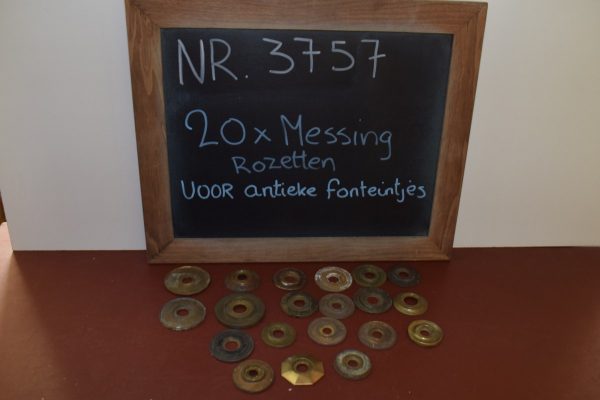 NR. 3757
20x Messing
Rozetten
VOOR antieke fonteintjes